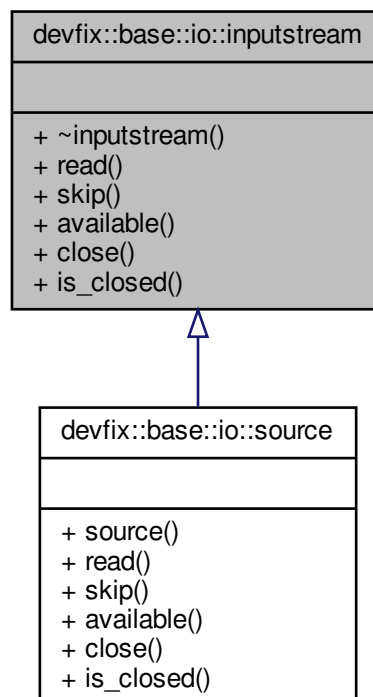 devfix::base::io::inputstream
+ ~inputstream()
+ read()
+ skip()
+ available()
+ close()
+ is_closed()
devfix::base::io::source
+ source()
+ read()
+ skip()
+ available()
+ close()
+ is_closed()